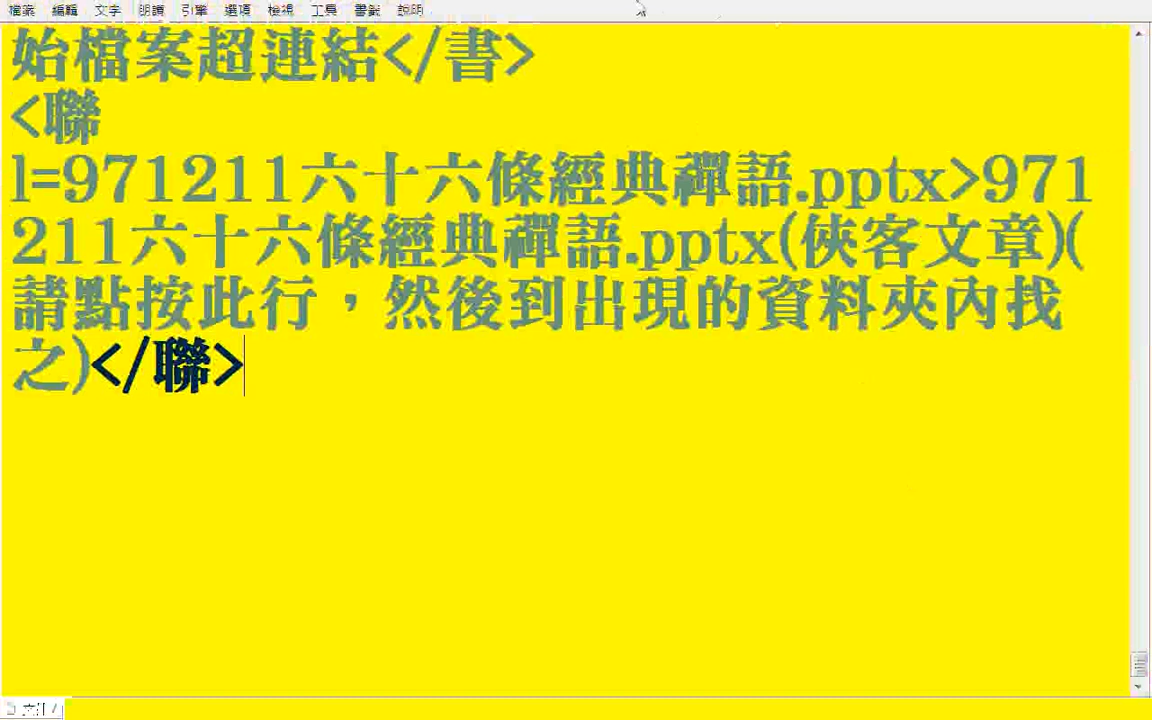 檔案 編輯 文字 朗讀 引擎 選項 檢視 工具 書籤 說明
始檔案超連結</書>
<聯
l=971211六十六條經典禪語.pptx>971
211六十六條經典禪語.pptx(俠客文章)(
請點按此行，然後到出現的資料夾內找
之)</聯>